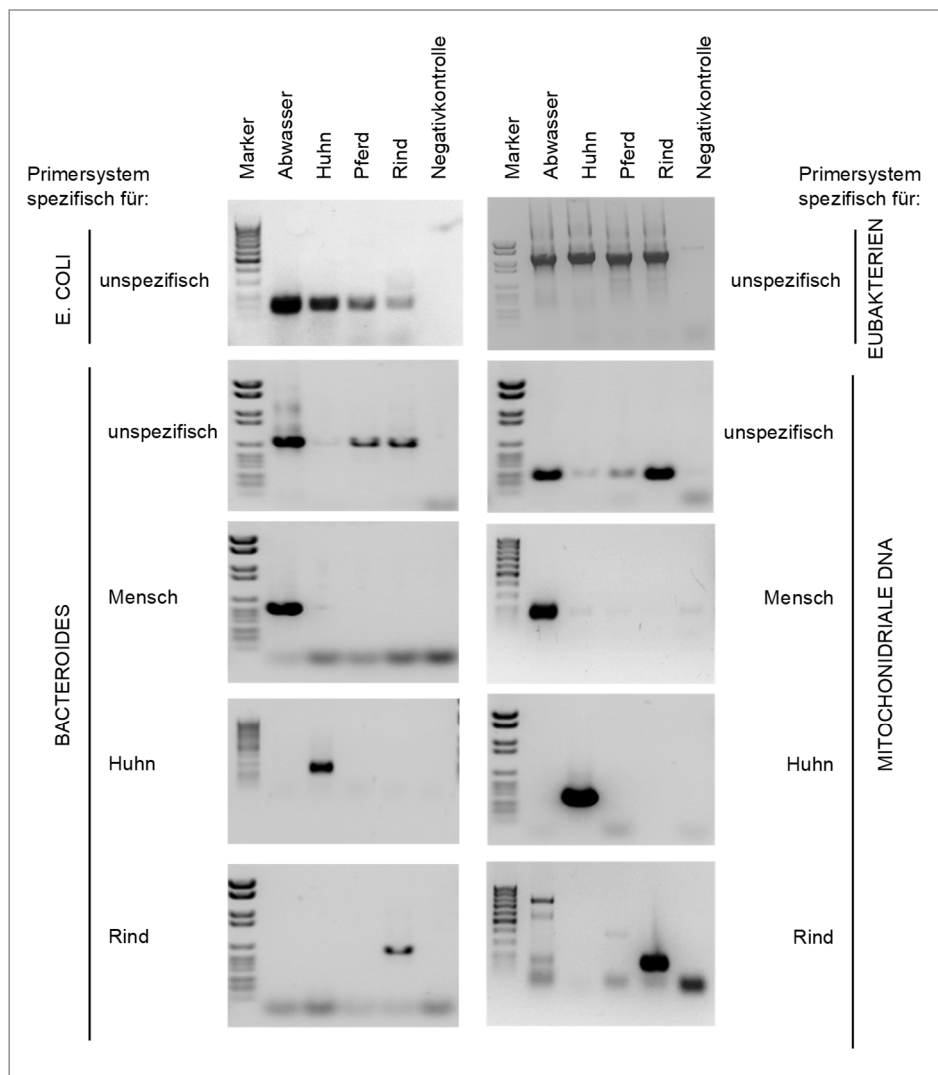 Marker
Abwasser
Huhn
Pferd
Rind
Negativkontrolle
Marker
Abwasser
Huhn
Pferd
Rind
Negativkontrolle
Primersystem
spezifisch für:
Primersystem
spezifisch für:
E. COLI
unspezifisch
unspezifisch
EUBAKTERIEN
BACTEROIDES
unspezifisch
Mensch
Huhn
Rind
unspezifisch
Mensch
Huhn
Rind
MITOCHONIDRIALE DNA